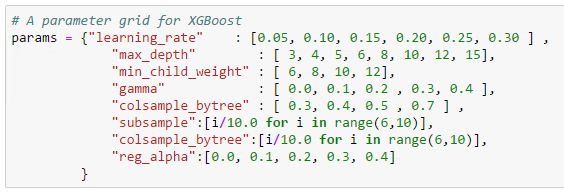 # A parameter grid for XGBoost
params = {"learning_rate"    : [0.05, 0.10, 0.15, 0.20, 0.25, 0.30 ] ,
"max_depth"        : [ 3, 4, 5, 6, 8, 10, 12, 15],
"min_child_weight" : [ 6, 8, 10, 12],
"gamma"            : [ 0.0, 0.1, 0.2 , 0.3, 0.4 ],
"colsample_bytree" : [ 0.3, 0.4, 0.5 , 0.7 ] ,
"subsample":[i/10.0 for i in range(6,10)],
"colsample_bytree":[i/10.0 for i in range(6,10)],
"reg_alpha":[0.0, 0.1, 0.2, 0.3, 0.4]
}